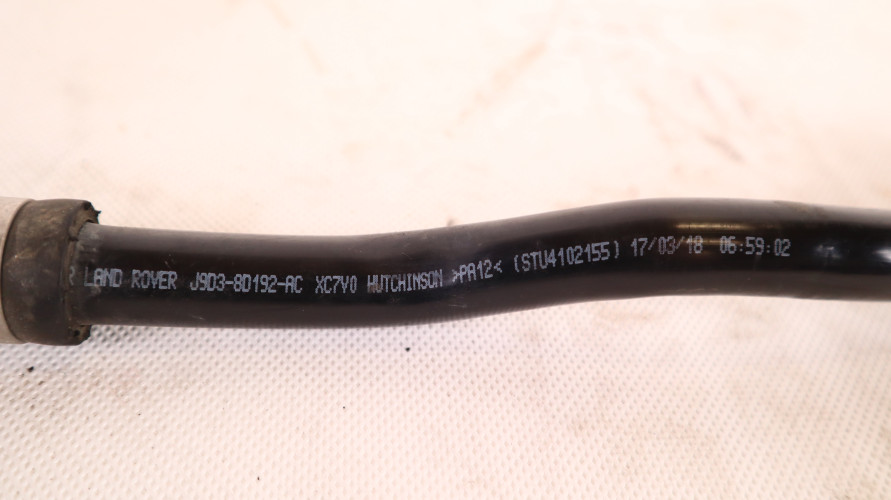 R LAND ROVER J9D3-8D192-AC XC7V0 HUTCHINSON >PA12< (STU4102155) 17/03/18 06:59:02